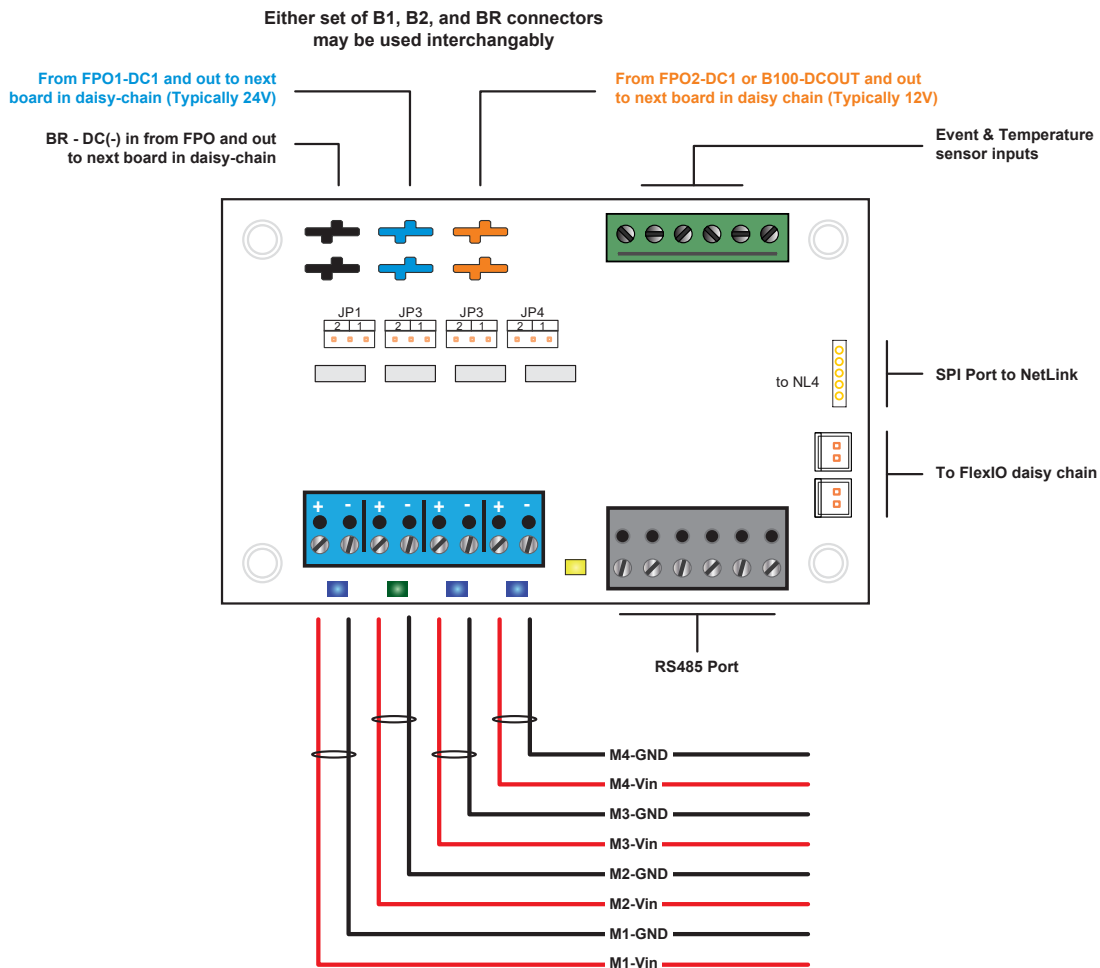 Either set of B1, B2, and BR connectors
may be used interchangably
From FPO1-DC1 and out to next
board in daisy-chain (Typically 24V)
From FPO2-DC1 or B100-DCOUT and out
to next board in daisy chain (Typically 12V)
BR - DC(-) in from FPO and out
to next board in daisy-chain
Event & Temperature
sensor inputs
JP1
JP3
JP3
JP4
2 1
2 1
2 1
2 1
to NL4
SPI Port to NetLink
To FlexIO daisy chain
+ - + - + - + -
RS485 Port
M4-GND
M4-Vin
M3-GND
M3-Vin
M2-GND
M2-Vin
M1-GND
M1-Vin